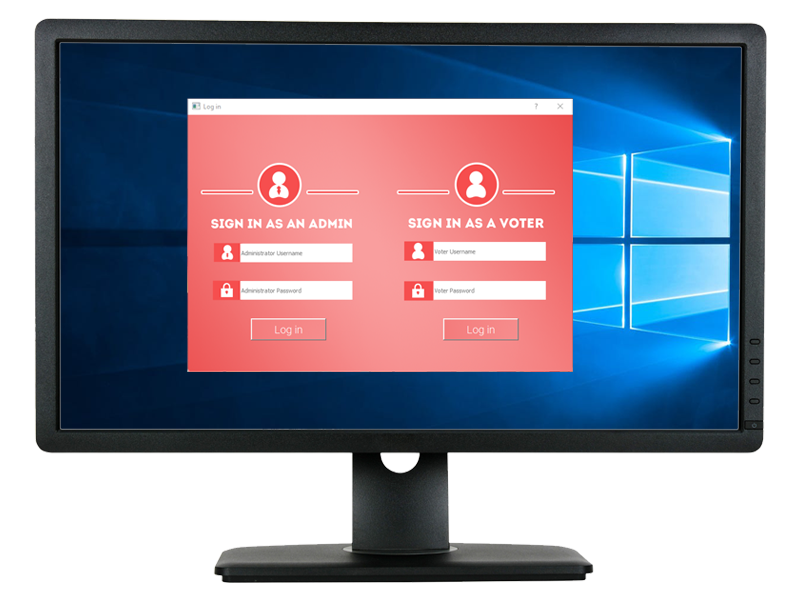 Log in
?
SIGN IN AS AN ADMIN
SIGN IN AS A VOTER
Administrator Username
Voter Username
Administrator Password
Voter Password
Log in
Log in